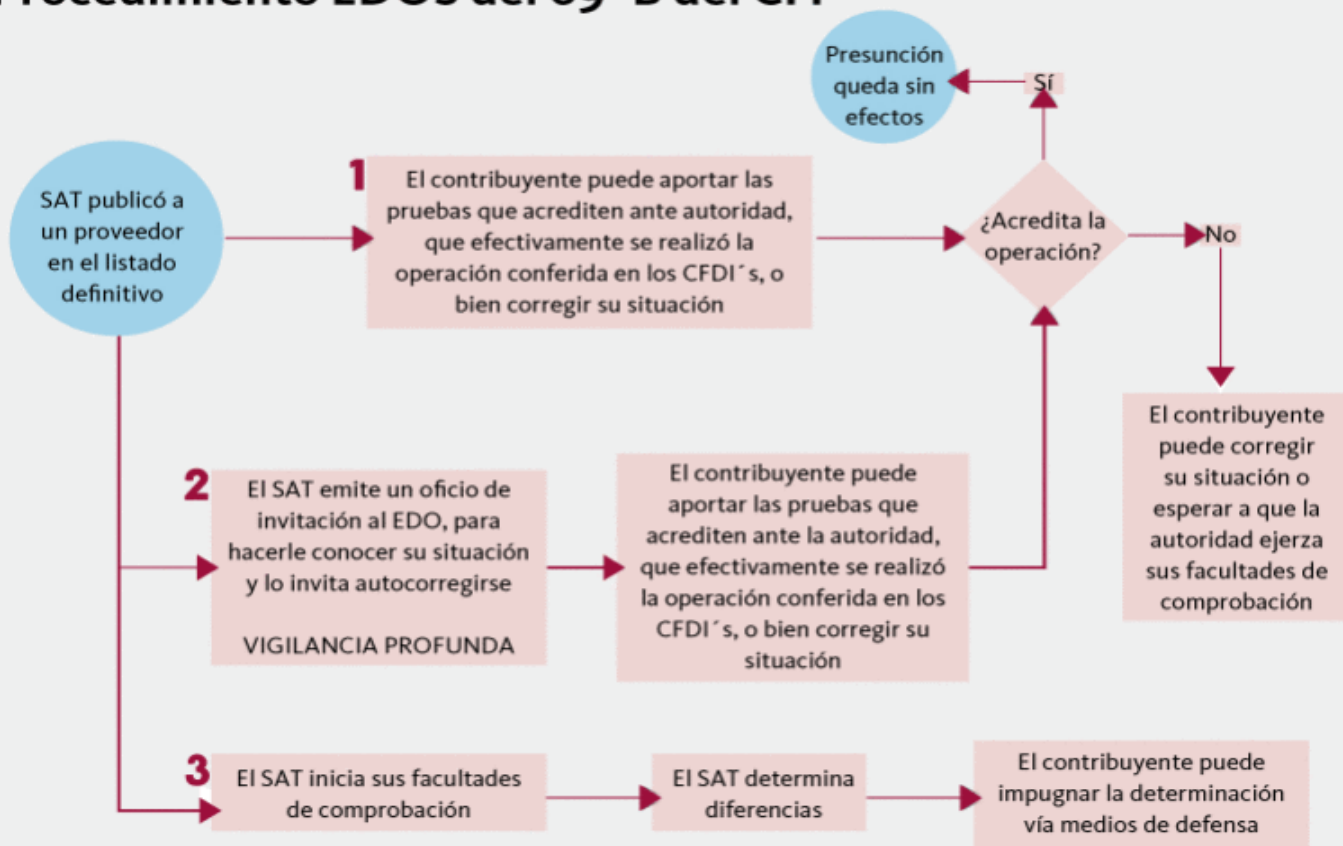 Procedimiento EDOs del 69-B del CFF
SAT publicó a
un proveedor
en el listado
definitivo
1
El contribuyente puede aportar las
pruebas que acrediten ante autoridad,
que efectivamente se realizó la
operación conferida en los CFDI´s, o
bien corregir su situación
¿Acredita la
operación?
Sí
Presunción
queda sin
efectos
No
El contribuyente
puede corregir
su situación o
esperar a que la
autoridad ejerza
sus facultades de
comprobación
2
El SAT emite un oficio de
invitación al EDO, para
hacerle conocer su situación
y lo invita autocorregirse
VIGILANCIA PROFUNDA
El contribuyente puede
aportar las pruebas que
acrediten ante la autoridad,
que efectivamente se realizó
la operación conferida en los
CFDI´s, o bien corregir su
situación
3
El SAT inicia sus facultades
de comprobación
El SAT determina
diferencias
El contribuyente puede
impugnar la determinación
vía medios de defensa